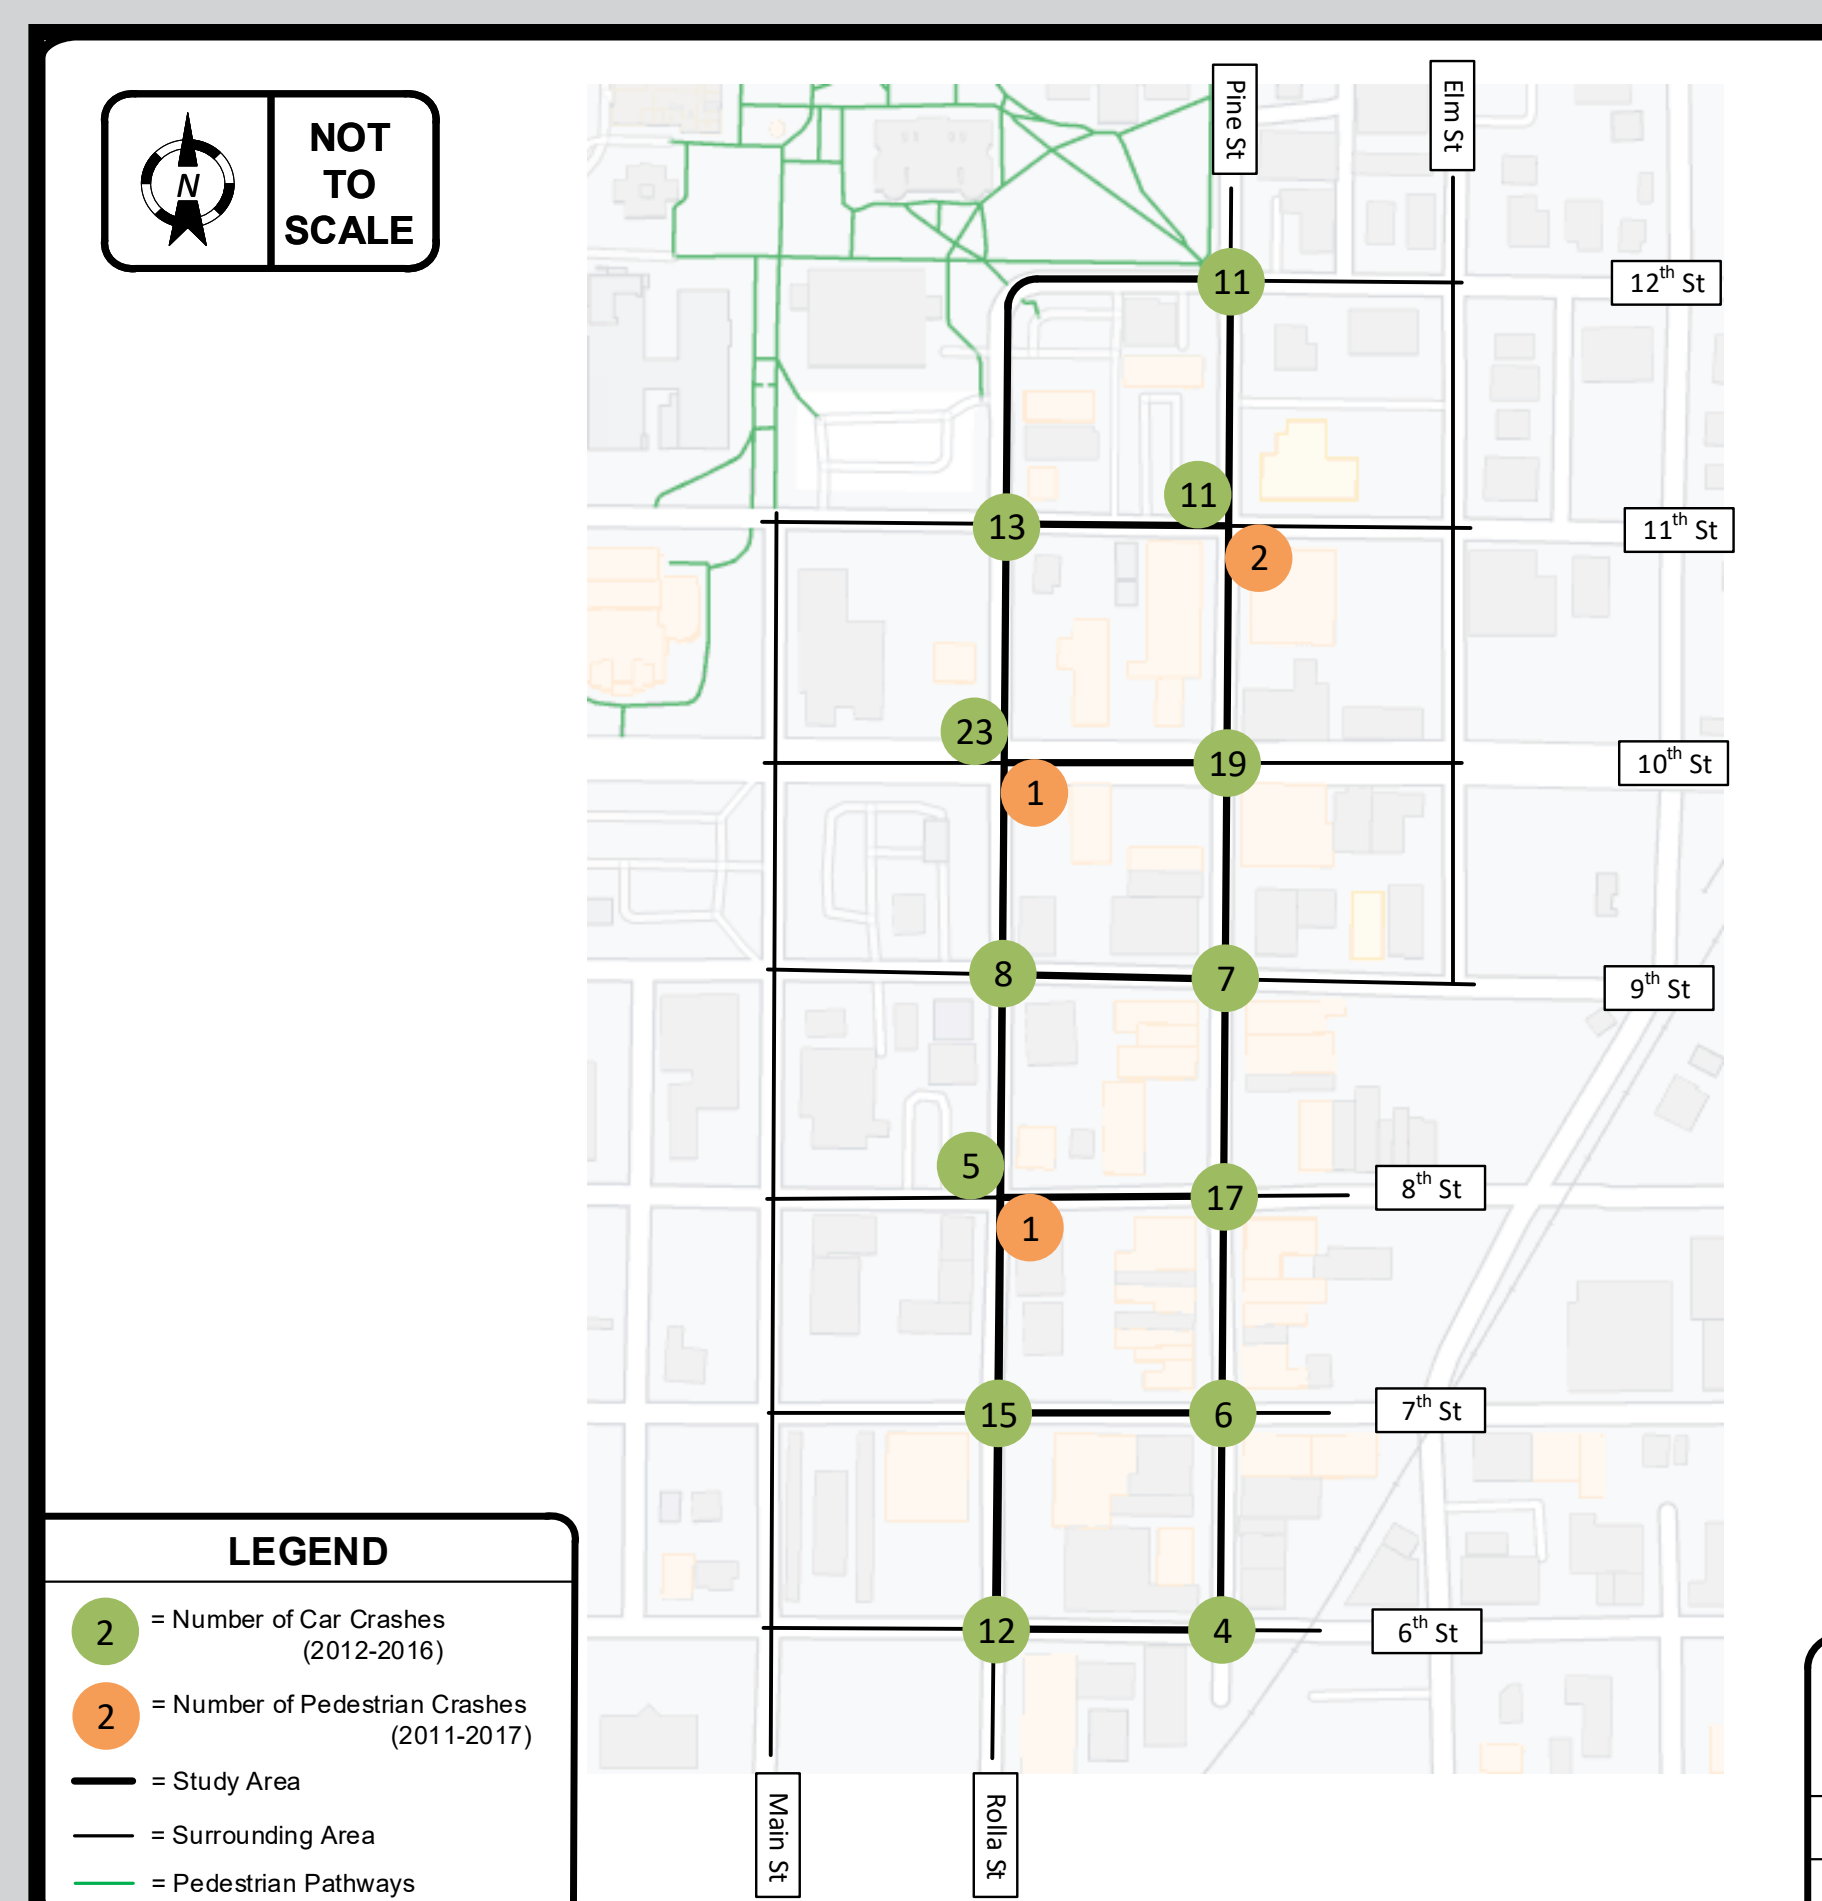 N
NOT
TO
SCALE
Pine St
Elm St
11
12th St
11
13
11th St
2
23
19
10th St
1
8
7
9th St
5
17
8th St
1
15
6
7th St
12
4
6th St
Main St
Rolla St
LEGEND
2 = Number of Car Crashes
(2012-2016)
2 = Number of Pedestrian Crashes
(2011-2017)
= Study Area
= Surrounding Area
= Pedestrian Pathways